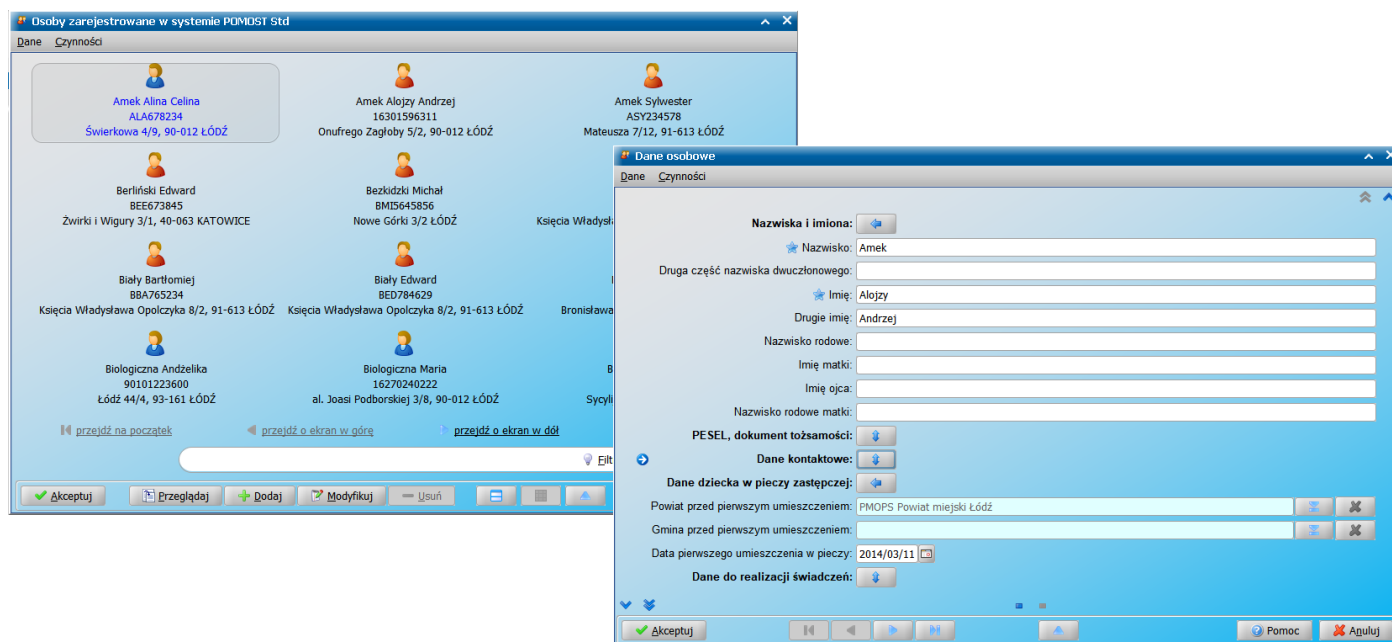 Osoby zarejestrowane w systemie POMOST Std
Dane Czynności
Amek Alina Celina
ALA678234
Świerkowa 4/9, 90-012 ŁÓDŹ
Amek Alojzy Andrzej
16301596311
Onufrego Zagłoby 5/2, 90-012 ŁÓDŹ
Amek Sylwester
ASY234578
Mateusza 7/12, 91-613 ŁÓDŹ
Berliński Edward
BEE673845
Żwirki i Wigury 3/1, 40-063 KATOWICE
Bezkidzki Michał
BMI5645856
Nowe Górki 3/2 ŁÓDŹ
Księcia Władysł
Biały Bartłomiej
BBA765234
Księcia Władysława Opolczyka 8/2, 91-613 ŁÓDŹ
Biały Edward
BED784629
Księcia Władysława Opolczyka 8/2, 91-613 ŁÓDŹ
Bronisława
Biologiczna Andżelika
90101223600
Łódź 44/4, 93-161 ŁÓDŹ
Biologiczna Maria
16270240222
al. Joasi Podborskiej 3/8, 90-012 ŁÓDŹ
B
Sycyli
przejdź na początek
przejdź o ekran w górę
przejdź o ekran w dół
Filt
Akceptuj Przeglądaj Dodaj Modyfikuj Usuń
Dane osobowe
Dane Czynności
Nazwiska i imiona:
Nazwisko: Amek
Druga część nazwiska dwuczłonowego:
Imię: Alojzy
Drugie imię: Andrzej
Nazwisko rodowe:
Imię matki:
Imię ojca:
Nazwisko rodowe matki:
PESEL, dokument tożsamości:
Dane kontaktowe:
Dane dziecka w pieczy zastępczej:
Powiat przed pierwszym umieszczeniem: PMOPS Powiat miejski Łódź
Gmina przed pierwszym umieszczeniem:
Data pierwszego umieszczenia w pieczy: 2014/03/11
Dane do realizacji świadczeń:
Akceptuj Pomoc Anuluj